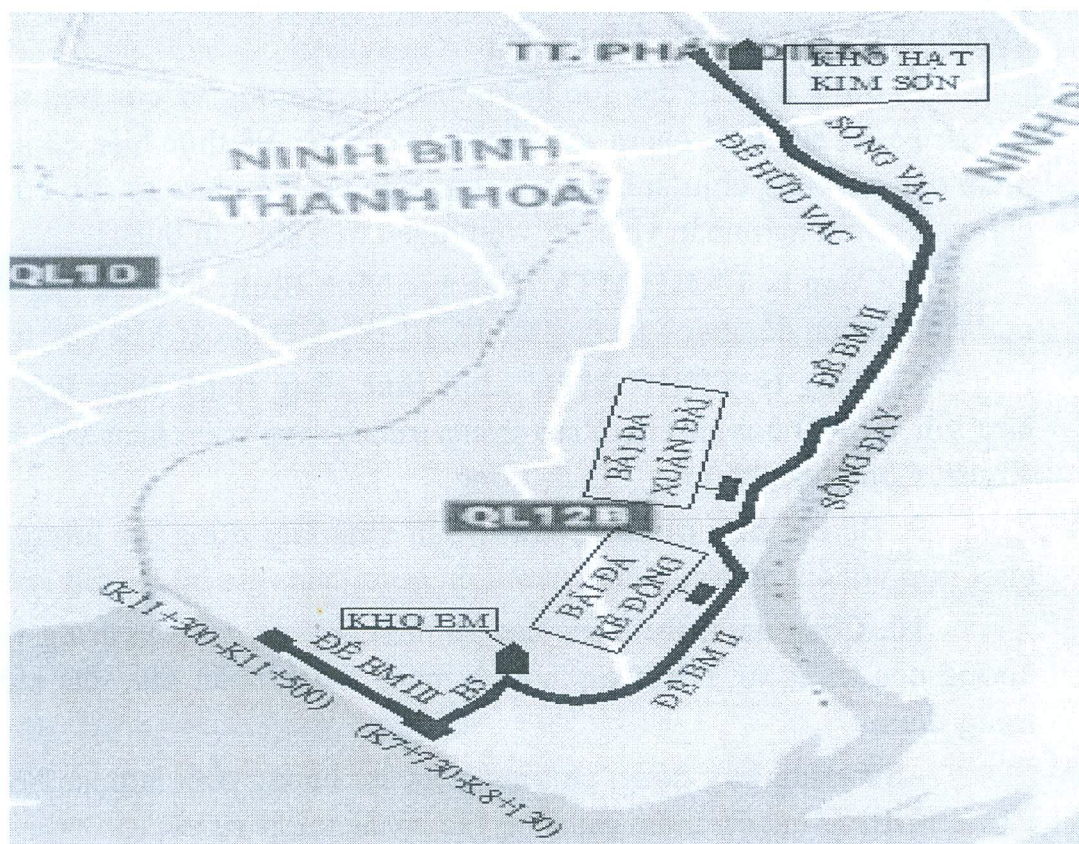 TT. PHÁT DIỆM
KHO HẠT
KIM SƠN
SÔNG VẠC
ĐÊ HỮU VẠC
NINH
NINH BÌNH
THANH HOÁ
QL10
ĐÊ BM II
SÔNG ĐÁY
BÃI ĐÁ
XUÂN ĐÀI
QL12B
BÃI ĐÁ
KÈ ĐÔNG
KHO BM
ĐÊ BM III
ĐÊ BM II
(K11+300-K11+500)
(K7+730-K8+130)